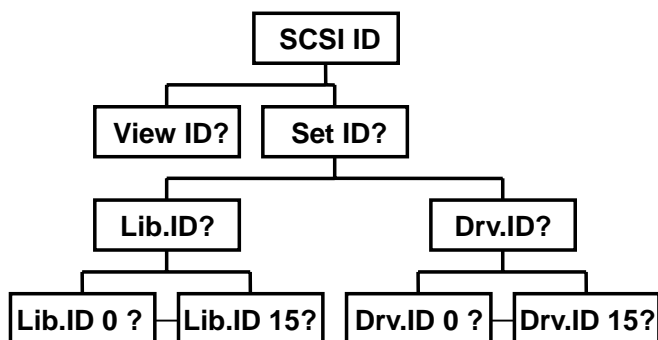 SCSI ID
View ID?
Set ID?
Lib.ID?
Drv.ID?
Lib.ID 0 ?
Lib.ID 15?
Drv.ID 0 ?
Drv.ID 15?